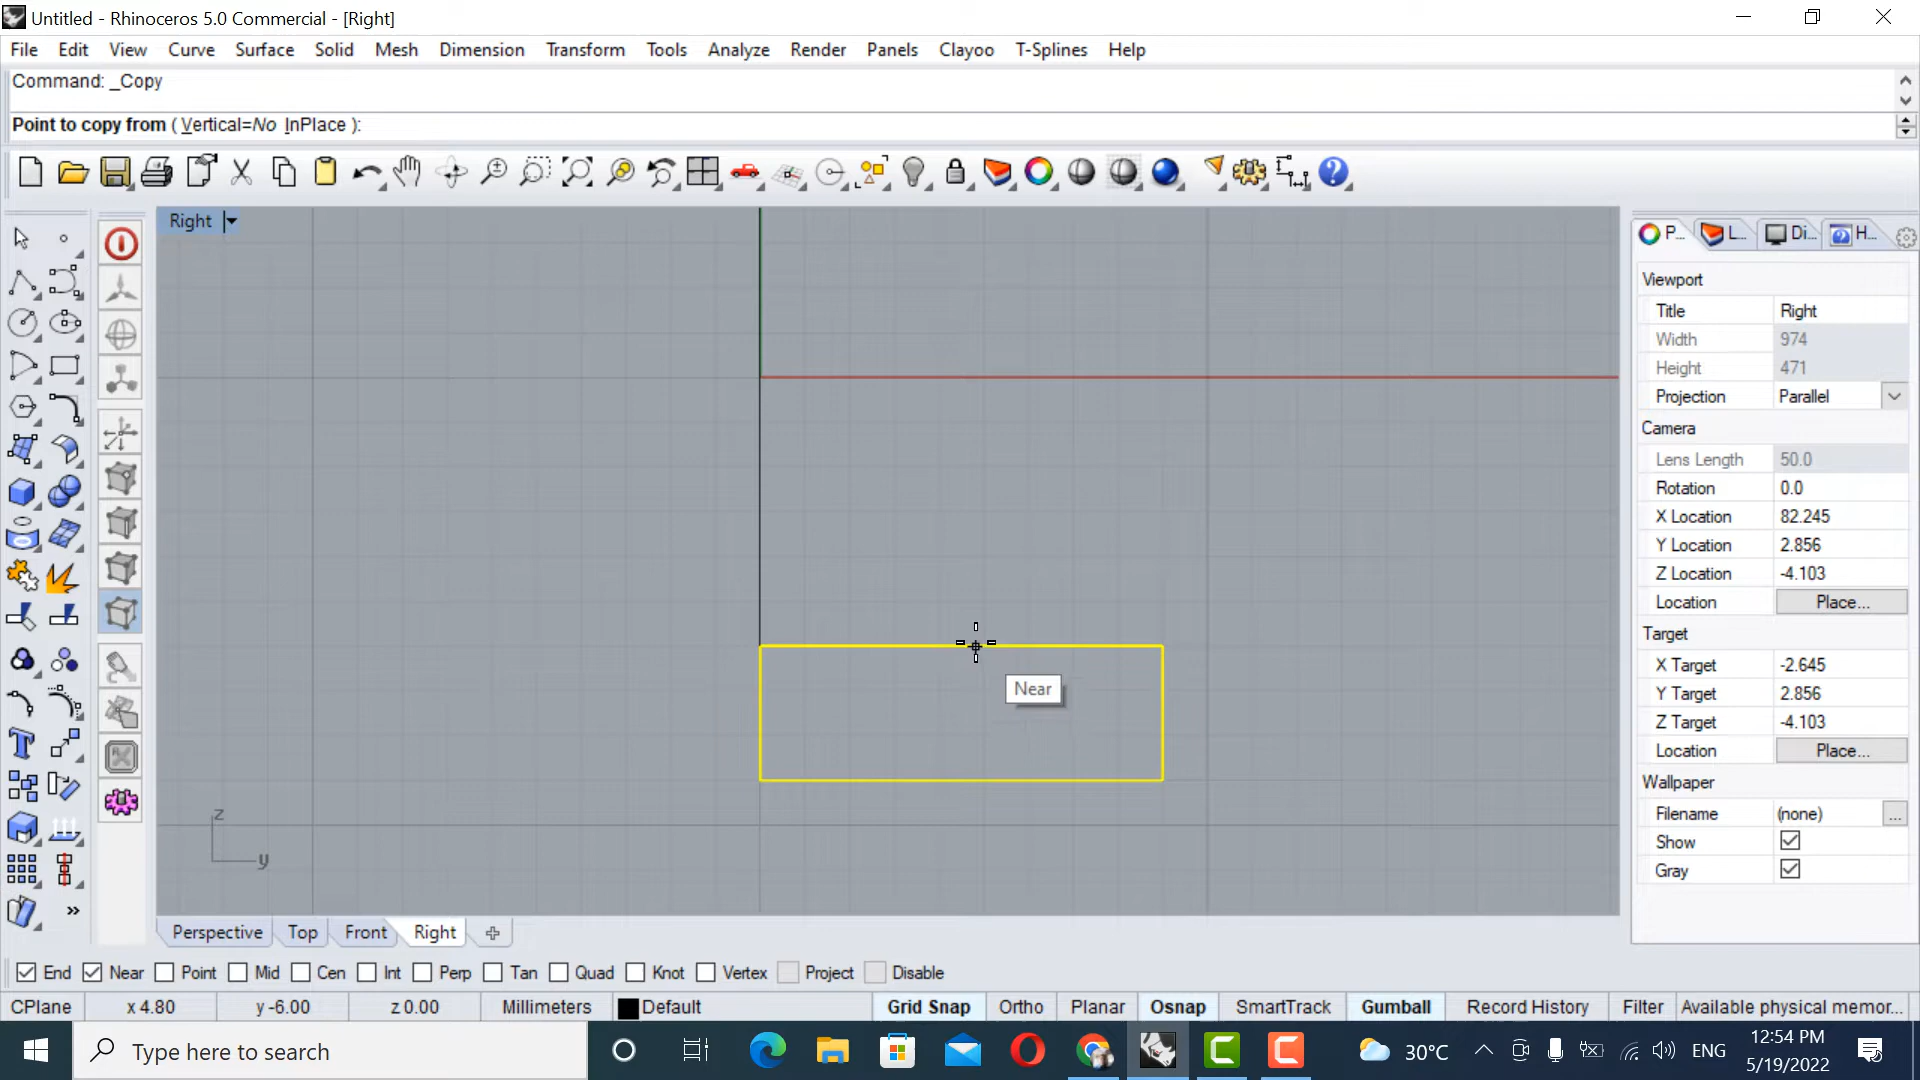 Untitled - Rhinoceros 5.0 Commercial - [Right]
File Edit View Curve Surface Solid Mesh Dimension Transform Tools Analyze Render Panels Clayoo T-Splines Help
Command: _Copy
Point to copy from ( Vertical=No InPlace ):
Right
P... L... Di... H...
Viewport
Title Right
Width 974
Height 471
Projection Parallel
Camera
Lens Length 50.0
Rotation 0.0
X Location 82.245
Y Location 2.856
Z Location -4.103
Location Place...
Target
X Target -2.645
Y Target 2.856
Z Target -4.103
Location Place...
Wallpaper
Filename (none) ...
Show
Gray
Near
z
y
Perspective Top Front Right
End Near Point Mid Cen Int Perp Tan Quad Knot Vertex Project Disable
CPlane x 4.80 y -6.00 z 0.00 Millimeters Default Grid Snap Ortho Planar Osnap SmartTrack Gumball Record History Filter Available physical memor...
Type here to search
30°C
ENG
12:54 PM
5/19/2022